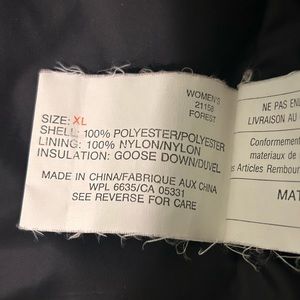 WOMEN'S
21158
FOREST
SIZE: XL
SHELL: 100% POLYESTER/POLYESTER
LINING: 100% NYLON/NYLON
INSULATION: GOOSE DOWN/DUVET
MADE IN CHINA/FABRIQUE AUX CHINA
WPL 6635/CA 05331
SEE REVERSE FOR CARE
NE PAS ENL
LIVRAISON AU
Conformement
materiaux de
Articles Rembour
MAT